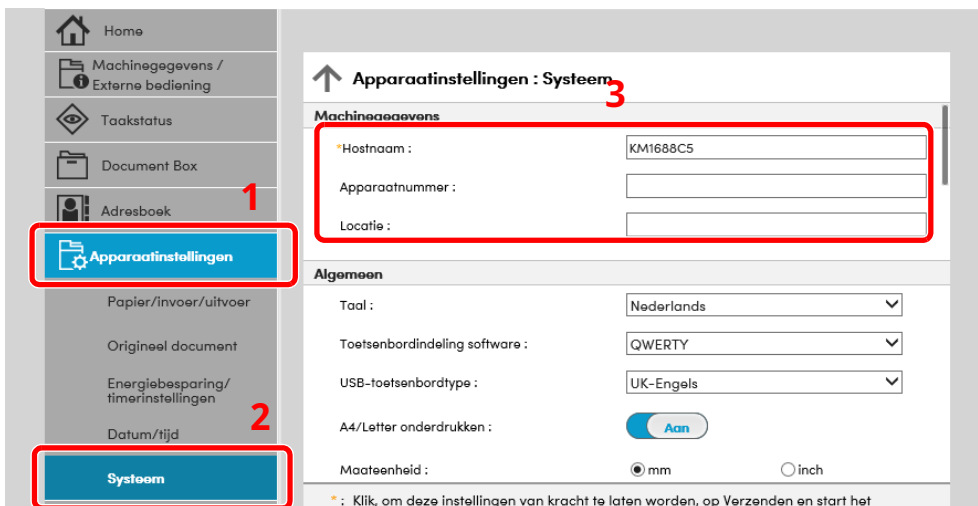 Home
Machinegegevens /
Externe bediening
Taakstatus
Document Box
Adresboek
1
Apparaatinstellingen
Papier/invoer/uitvoer
Origineel document
Energiebesparing/
timerinstellingen
Datum/tijd
2
Systeem
Apparaatinstellingen : Systeem
3
Machinegegevens
*Hostnaam : KM1688C5
Apparaatnummer :
Locatie :
Algemeen
Taal : Nederlands
Toetsenbordindeling software : QWERTY
USB-toetsenbordtype : UK-Engels
A4/Letter onderdrukken : Aan
Maateenheid : mm inch
* : Klik, om deze instellingen van kracht te laten worden, op Verzenden en start het